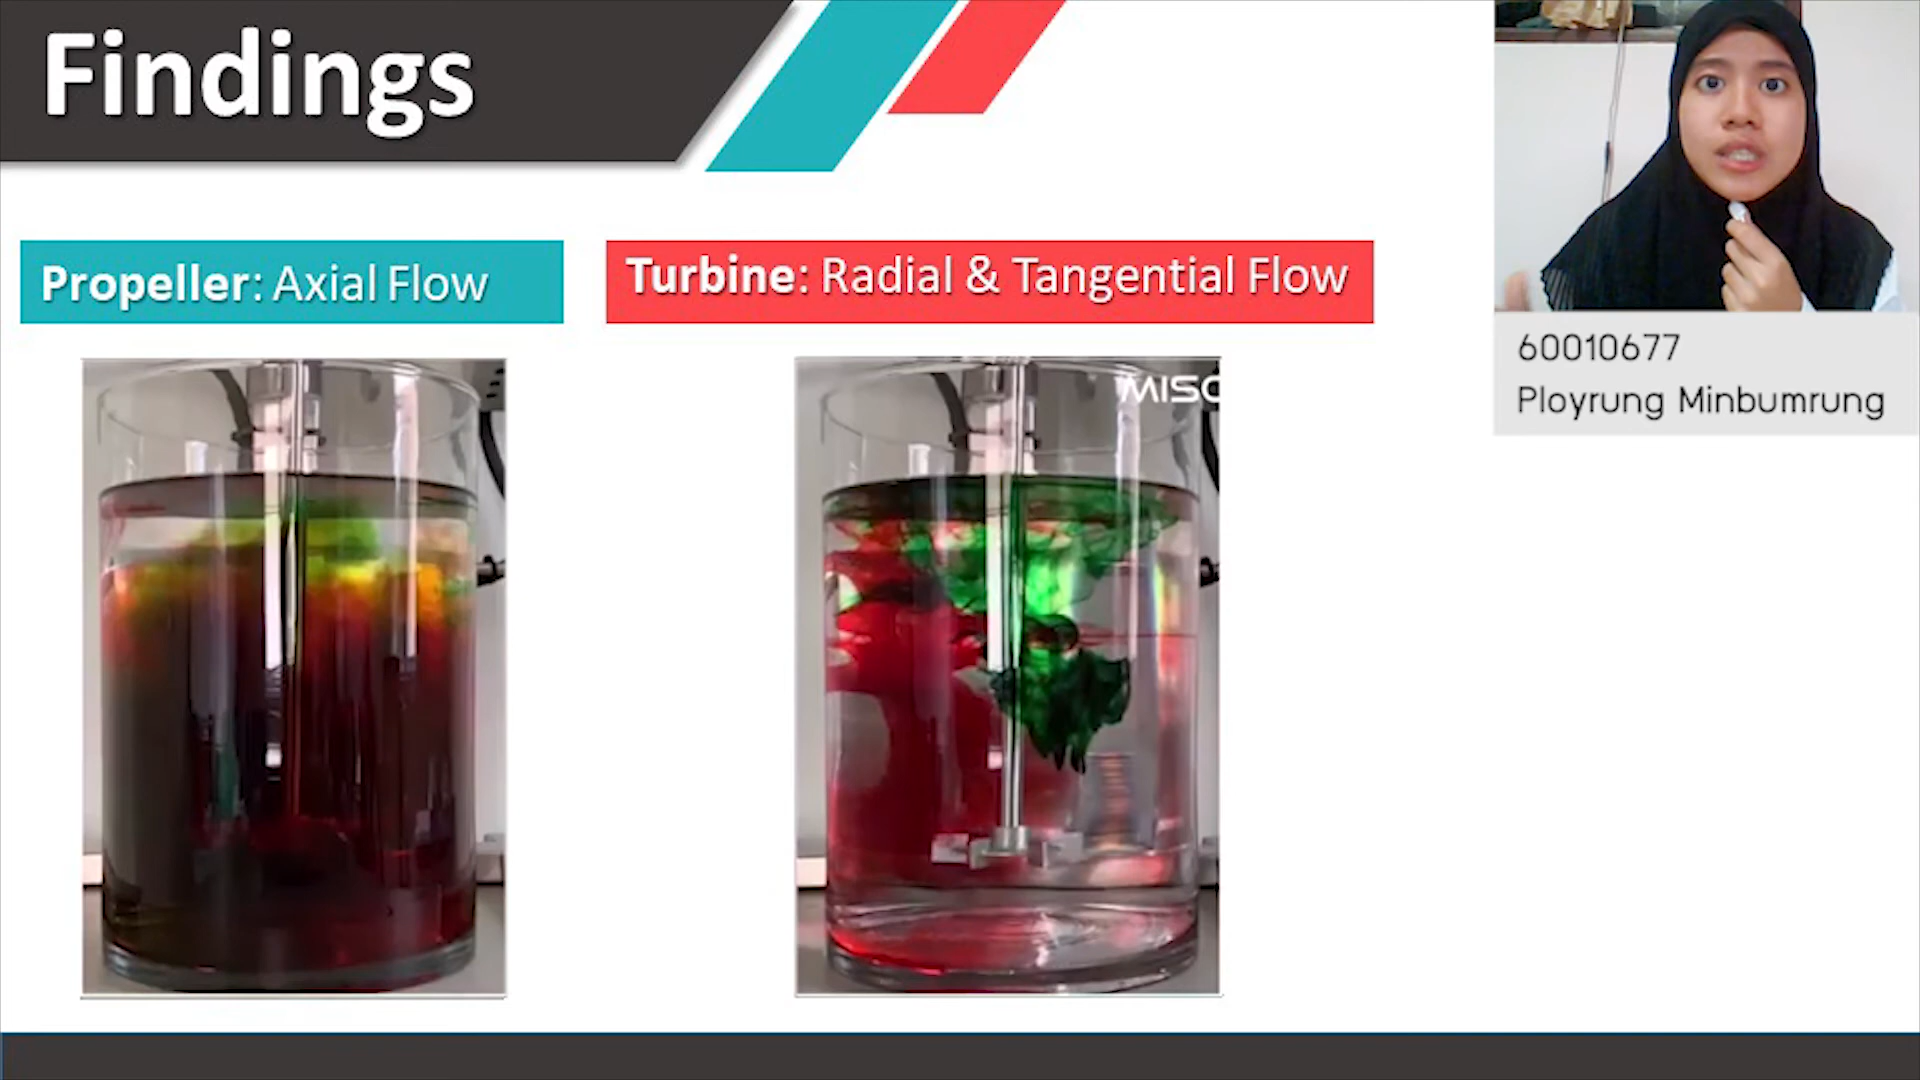 Findings
Propeller: Axial Flow
Turbine: Radial & Tangential Flow
60010677
Ployrung Minbumrung